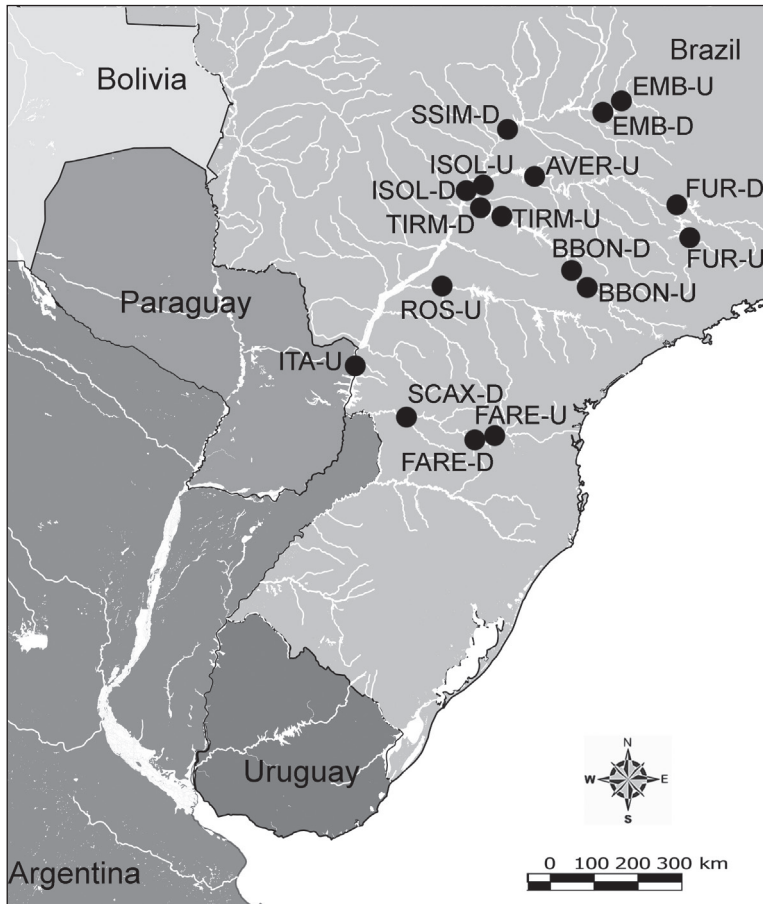 Brazil
Bolivia
EMB-U
EMB-D
SSIM-D
ISOL-U
AVER-U
ISOL-D
FUR-D
TIRM-D
TIRM-U
BBON-D
FUR-U
BBON-U
Paraguay
ROS-U
ITA-U
SCAX-D
FARE-U
FARE-D
Uruguay
N
W
E
S
0 100 200 300 km
Argentina